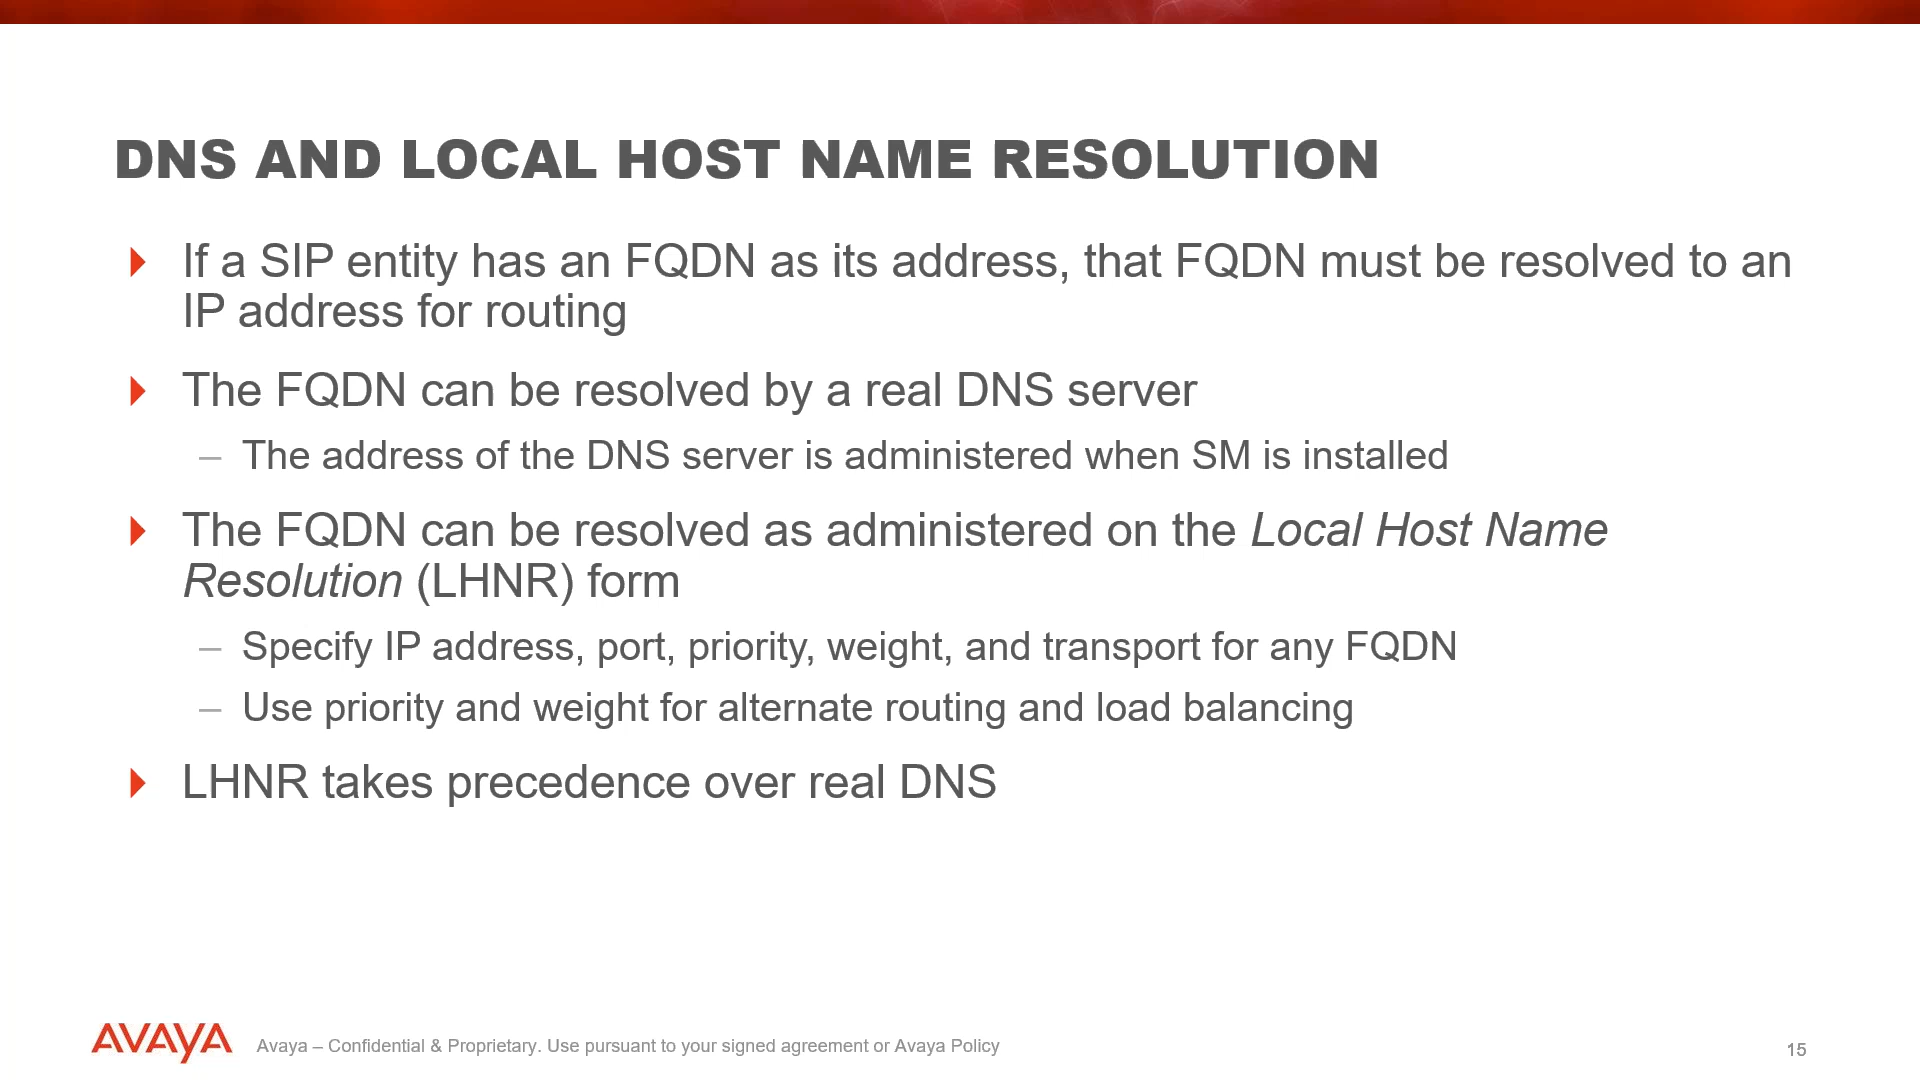 DNS AND LOCAL HOST NAME RESOLUTION
If a SIP entity has an FQDN as its address, that FQDN must be resolved to an
IP address for routing
The FQDN can be resolved by a real DNS server
– The address of the DNS server is administered when SM is installed
The FQDN can be resolved as administered on the Local Host Name
Resolution (LHNR) form
– Specify IP address, port, priority, weight, and transport for any FQDN
– Use priority and weight for alternate routing and load balancing
LHNR takes precedence over real DNS
AVAYA
Avaya – Confidential & Proprietary. Use pursuant to your signed agreement or Avaya Policy
15